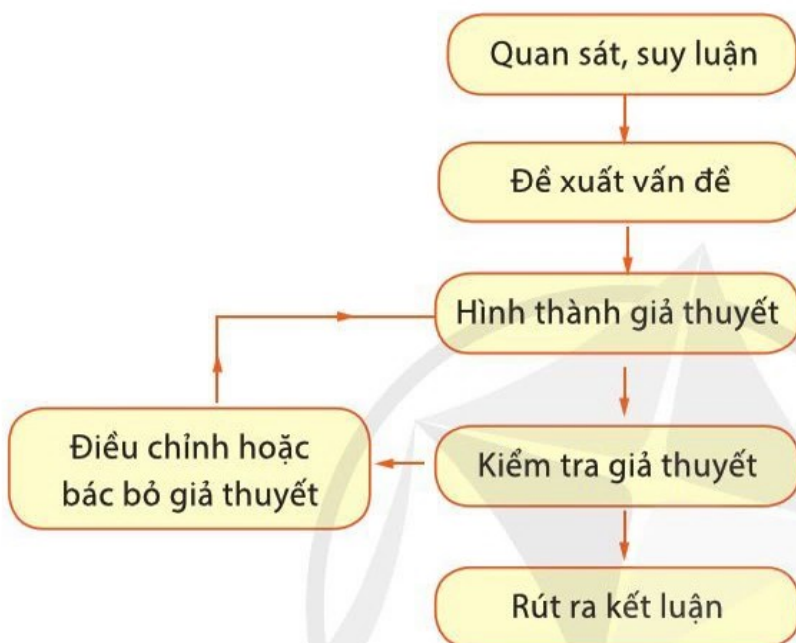 Quan sát, suy luận
Đề xuất vấn đề
Hình thành giả thuyết
Điều chỉnh hoặc
bác bỏ giả thuyết
Kiểm tra giả thuyết
Rút ra kết luận